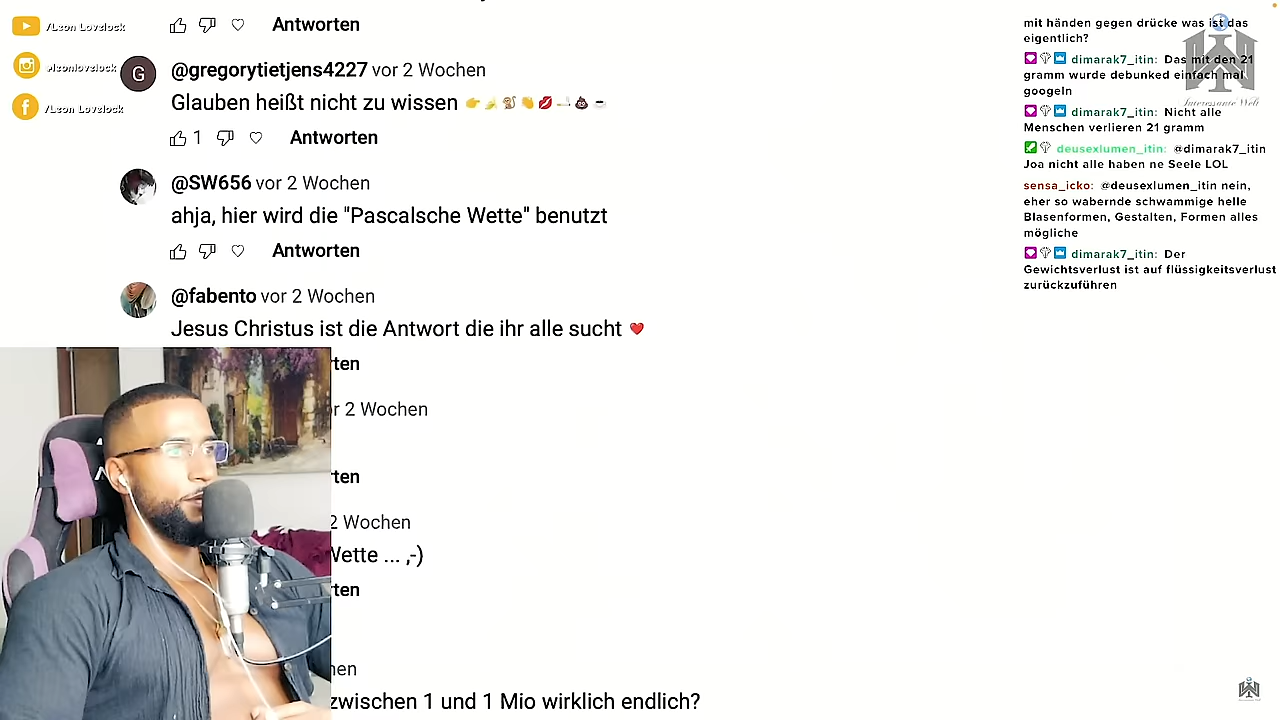 /Leon Lovelock
/leonlovelock
/Leon Lovelock
Antworten
G
@gregorytietjens4227 vor 2 Wochen
Glauben heißt nicht zu wissen 👉🍌🐒👏💋🚬💩☕
1 Antworten
@SW656 vor 2 Wochen
ahja, hier wird die "Pascalsche Wette" benutzt
Antworten
@fabento vor 2 Wochen
Jesus Christus ist die Antwort die ihr alle sucht ❤️
rten
r 2 Wochen
rten
2 Wochen
Wette ... ,-)
rten
hen
zwischen 1 und 1 Mio wirklich endlich?
mit händen gegen drücke was ist das
eigentlich?
dimarak7_itin: Das mit den 21
gramm wurde debunked einfach mal
googeln
dimarak7_itin: Nicht alle
Menschen verlieren 21 gramm
deusexlumen_itin: @dimarak7_itin
Joa nicht alle haben ne Seele LOL
sensa_icko: @deusexlumen_itin nein,
eher so wabernde schwammige helle
Blasenformen, Gestalten, Formen alles
mögliche
dimarak7_itin: Der
Gewichtsverlust ist auf flüssigkeitsverlust
zurückzuführen
Interessante Welt